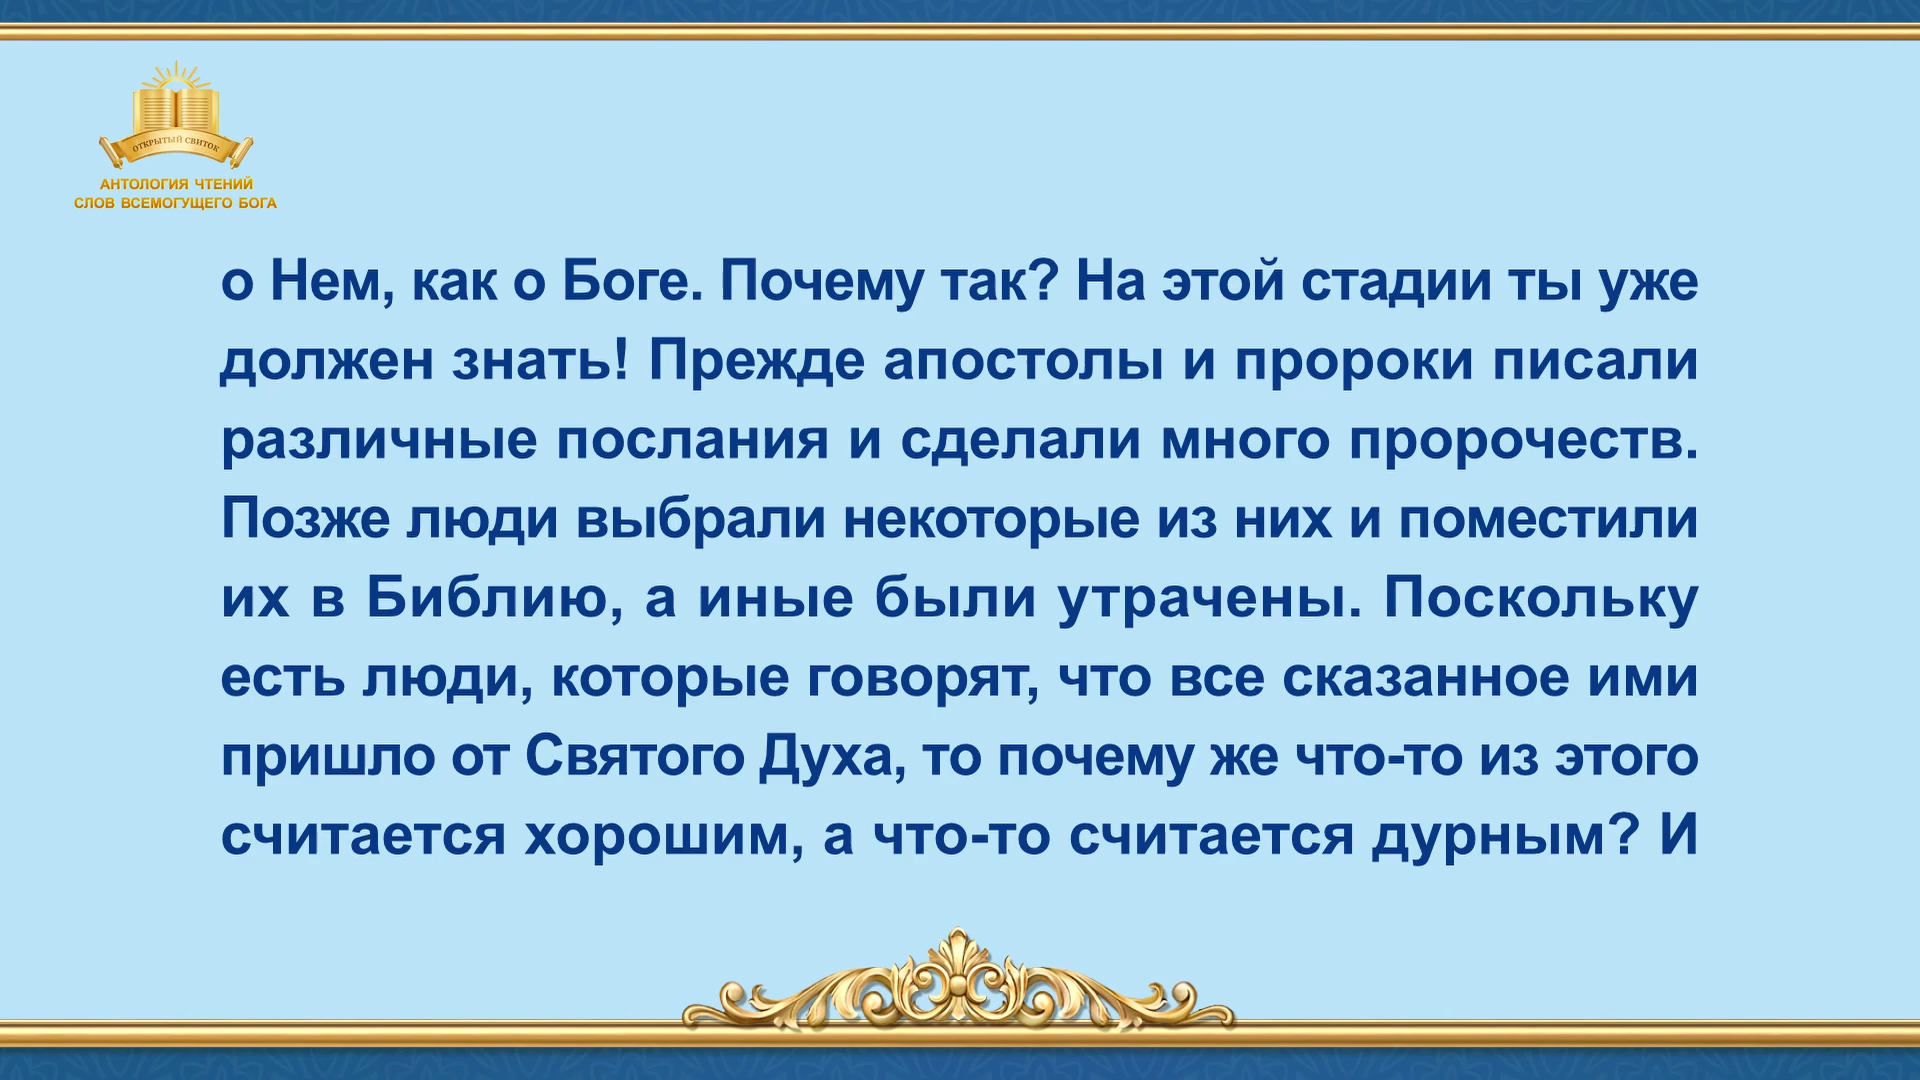 ОТКРЫТЫЙ СВИТОК
АНТОЛОГИЯ ЧТЕНИЙ
СЛОВ ВСЕМОГУЩЕГО БОГА
о Нем, как о Боге. Почему так? На этой стадии ты уже
должен знать! Прежде апостолы и пророки писали
различные послания и сделали много пророчеств.
Позже люди выбрали некоторые из них и поместили
их в Библию, а иные были утрачены. Поскольку
есть люди, которые говорят, что все сказанное ими
пришло от Святого Духа, то почему же что-то из этого
считается хорошим, а что-то считается дурным? И